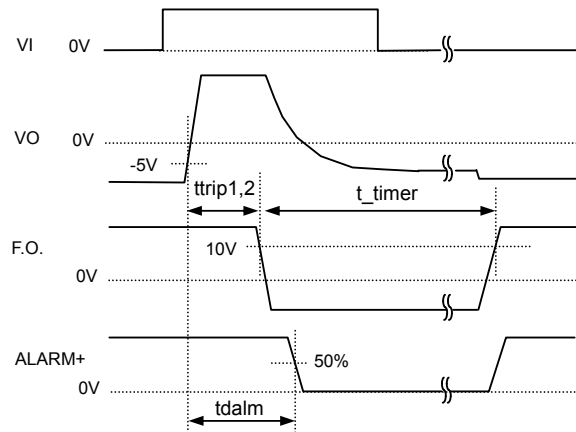 VI 0V
VO 0V
-5V
ttrip1,2 t_timer
F.O. 10V
0V
ALARM+ 50%
0V
tdalm